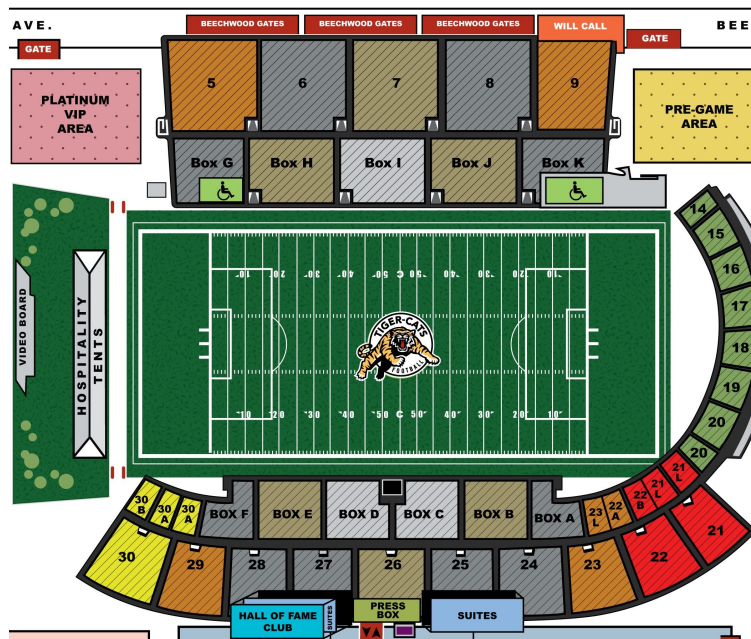 AVE.
BEECHWOOD GATES
BEECHWOOD GATES
BEECHWOOD GATES
WILL CALL
BEE
GATE
GATE
5
6
7
8
9
PLATINUM
VIP
AREA
PRE-GAME
AREA
Box G
Box H
Box I
Box J
Box K
14
15
16
17
18
19
20
20
VIDEO BOARD
HOSPITALITY
TENTS
10 20 30 40 50 C 50 40 30 20 10
TIGER-CATS
FOOTBALL
10 20 30 40 50 C 50 40 30 20 10
30
B
30
A
30
A
BOX F
BOX E
BOX D
BOX C
BOX B
BOX A
23
L
22
A
22
B
21
L
21
L
30
29
28
27
26
25
24
23
22
21
HALL OF FAME
CLUB
SUITES
PRESS
BOX
SUITES